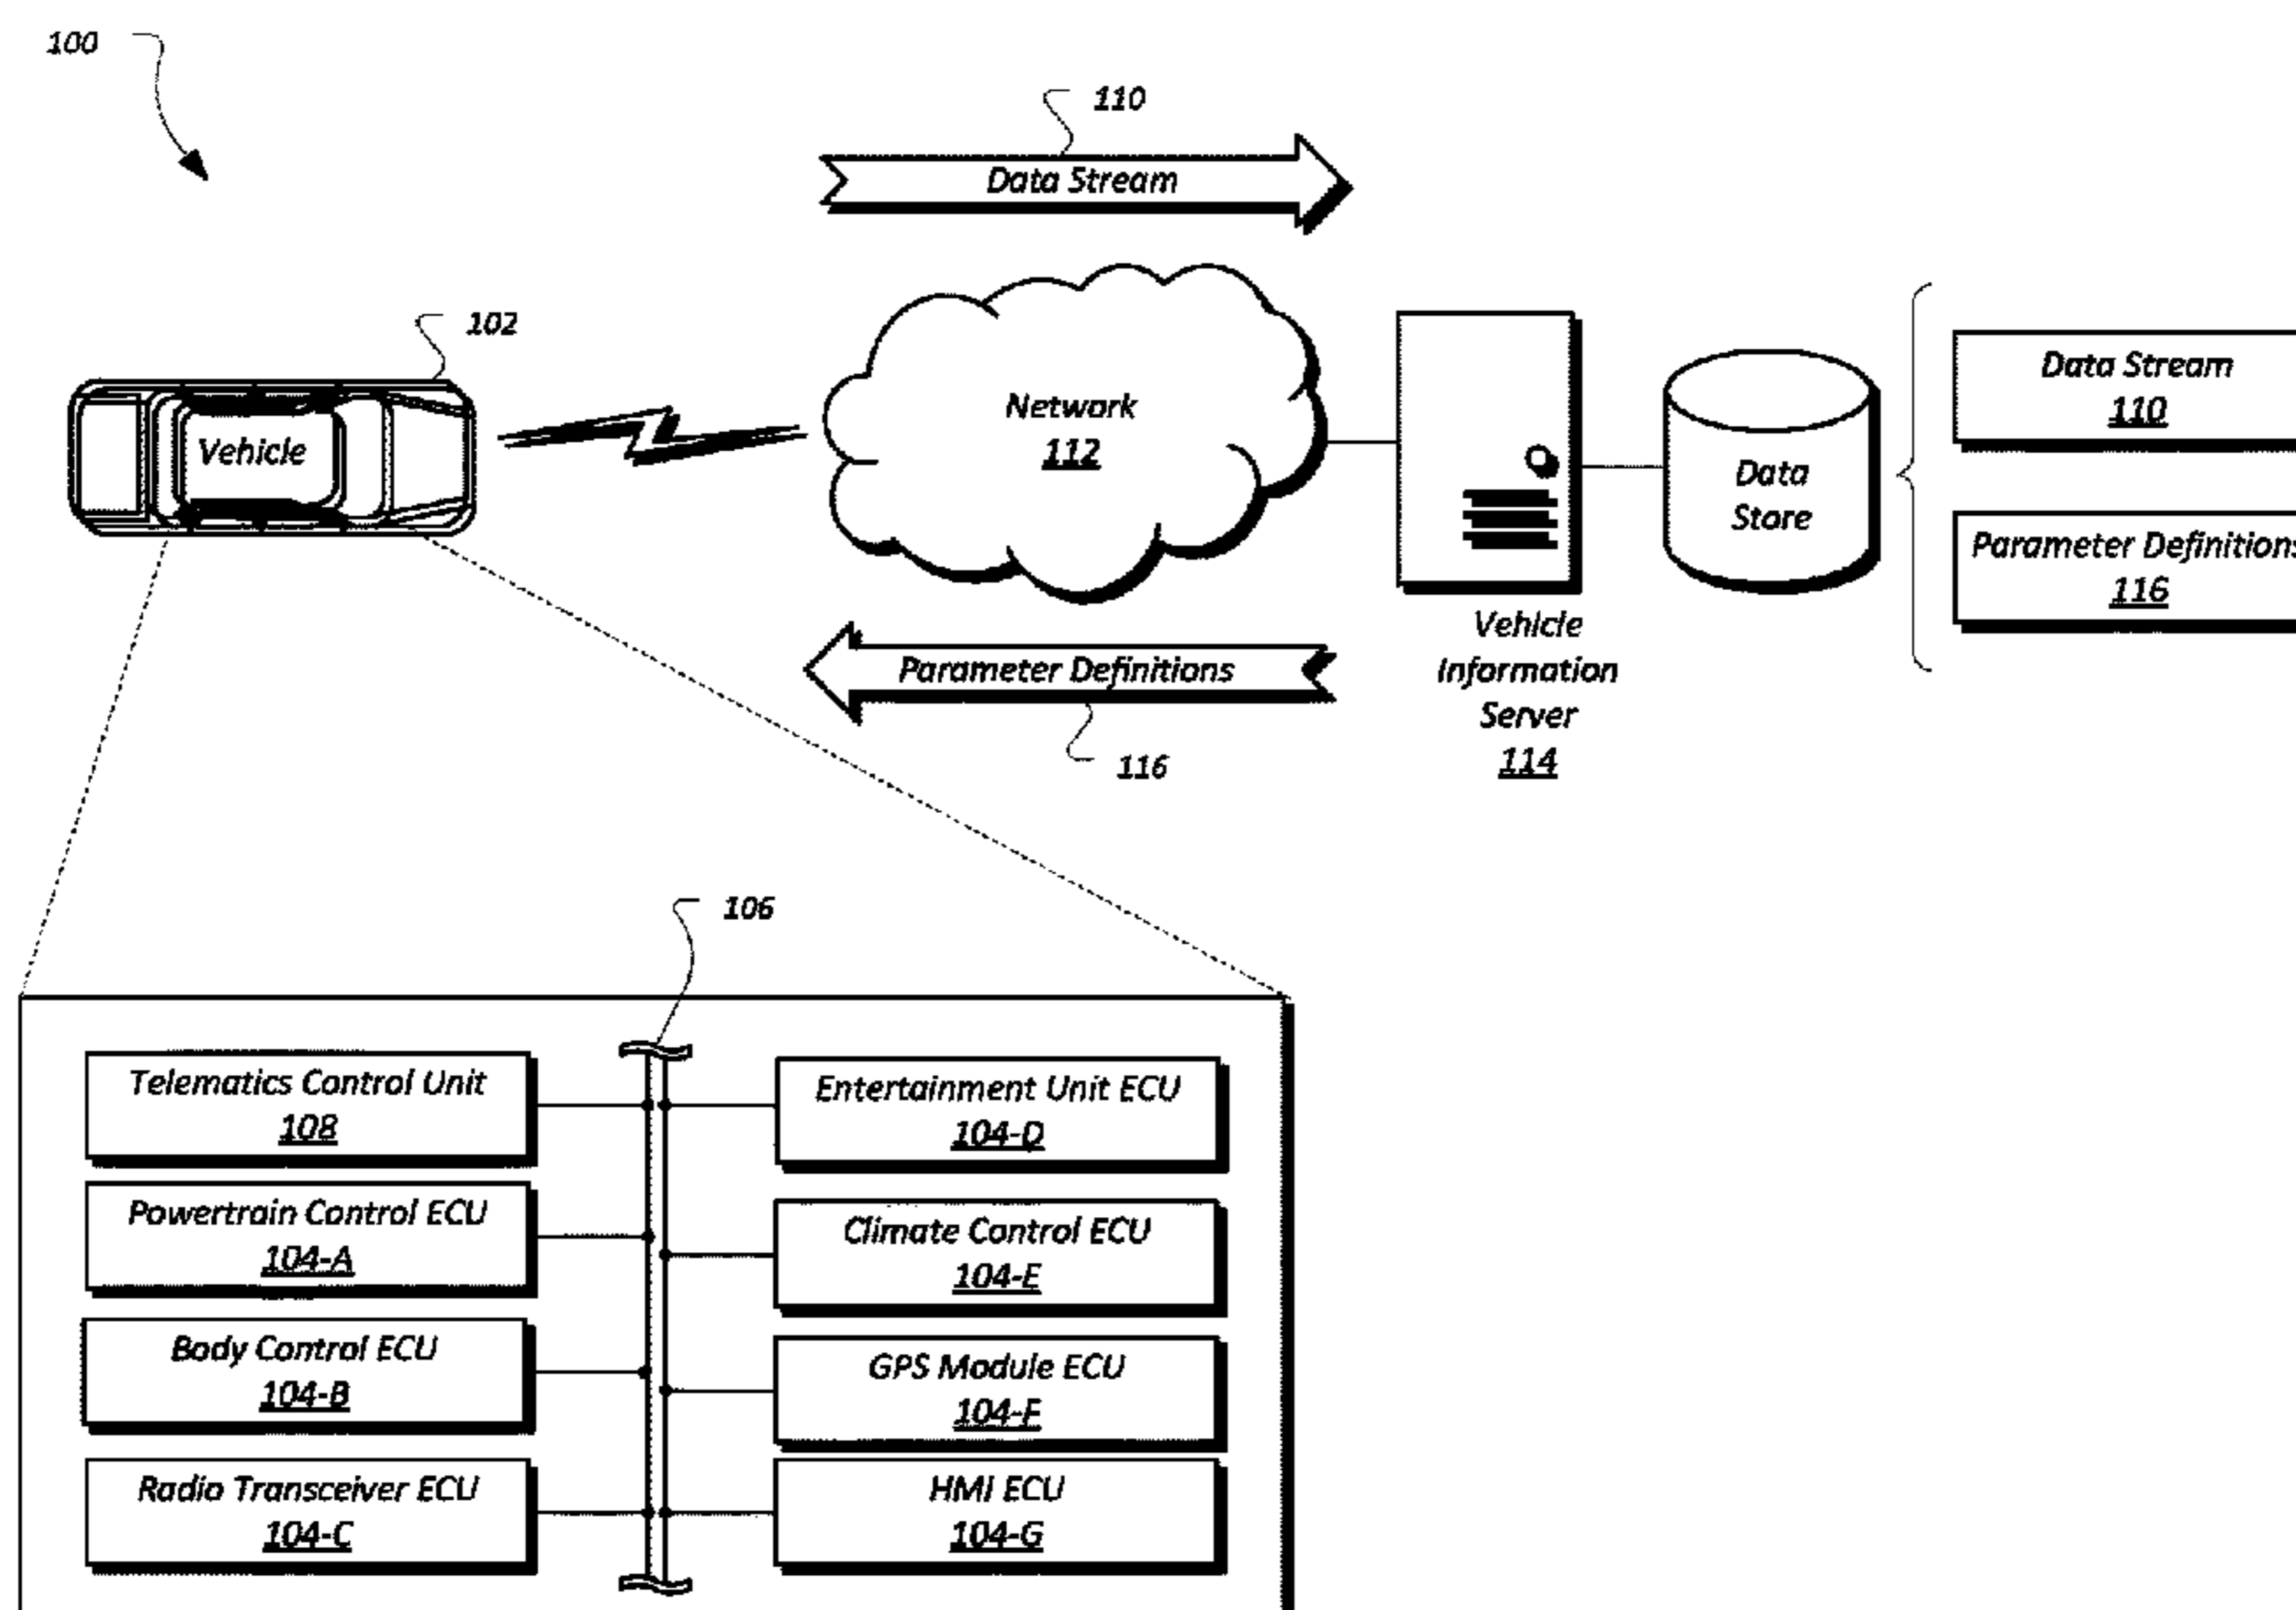 100
110
Data Stream
102
Vehicle
Network
112
Data
Store
Data Stream
110
Parameter Definitions
116
Vehicle
Information
Server
114
Parameter Definitions
116
106
Telematics Control Unit
108
Powertrain Control ECU
104-A
Body Control ECU
104-B
Radio Transceiver ECU
104-C
Entertainment Unit ECU
104-D
Climate Control ECU
104-E
GPS Module ECU
104-F
HMI ECU
104-G